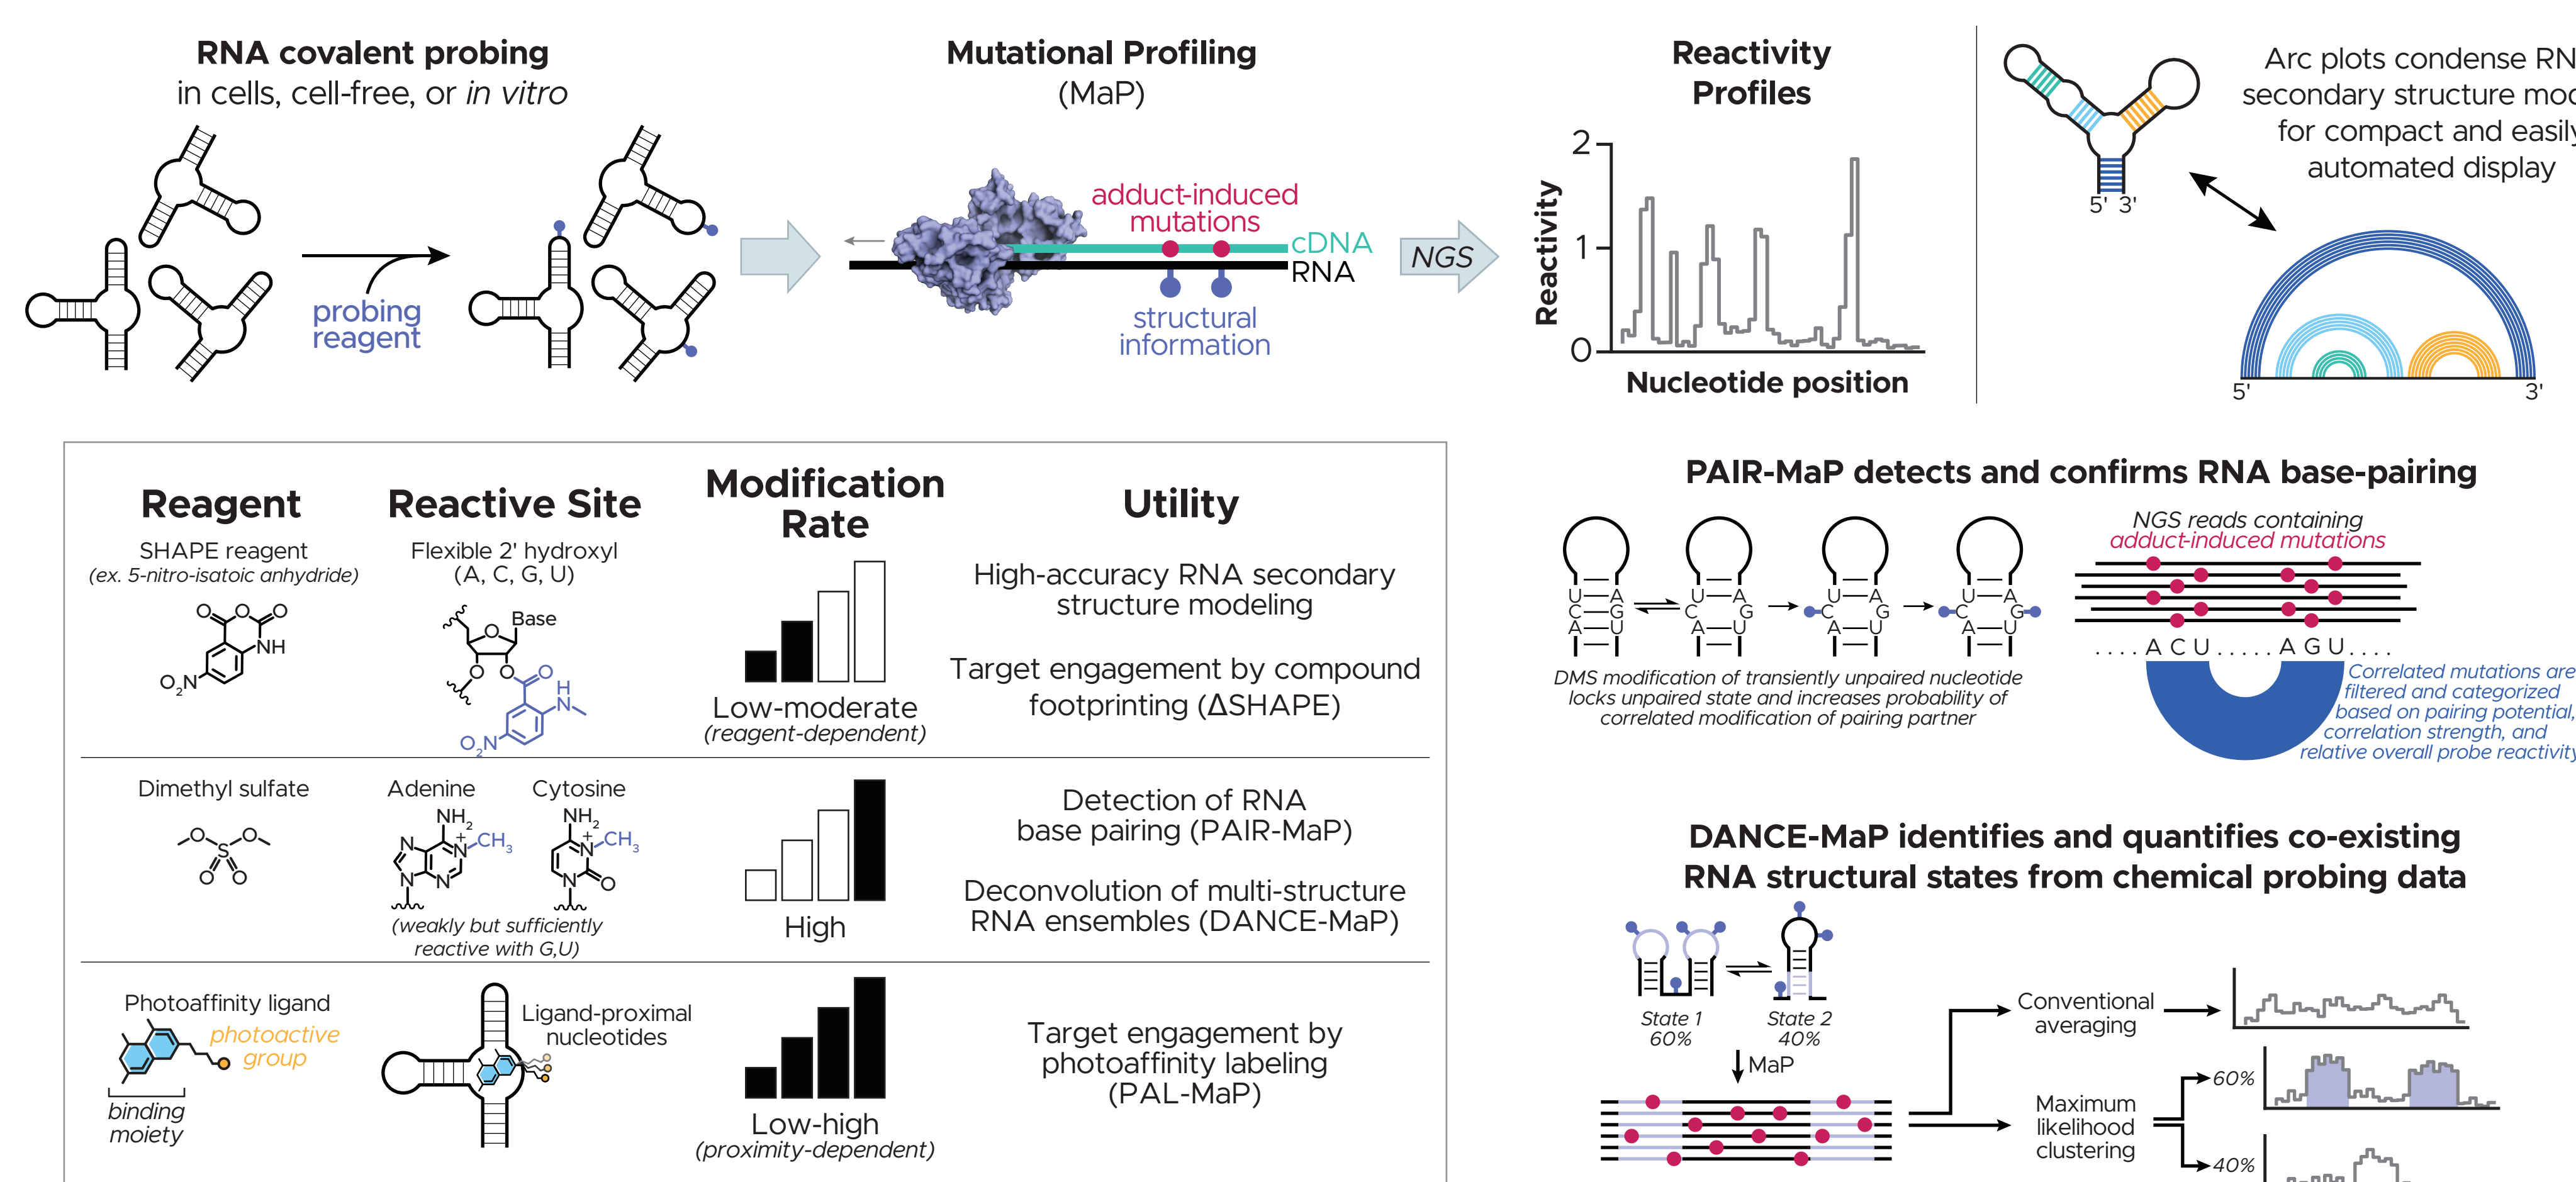 RNA covalent probing
in cells, cell-free, or in vitro
probing
reagent
Mutational Profiling
(MaP)
adduct-induced
mutations
cDNA
RNA
structural
information
NGS
Reactivity
Profiles
2
1
0
Reactivity
Nucleotide position
5' 3'
Arc plots condense
secondary structure
for compact and
automated display
5'
3'
Reagent
Reactive Site
Modification
Rate
Utility
SHAPE reagent
(ex. 5-nitro-isatoic anhydride)
O O O
NH
O2N
Flexible 2' hydroxyl
(A, C, G, U)
Base
O
O O O
H
N
O2N
Low-moderate
(reagent-dependent)
High-accuracy RNA secondary
structure modeling
Target engagement by compound
footprinting (ΔSHAPE)
Dimethyl sulfate
O O
S
O O
Adenine
NH2
N + CH3
N
N N
Cytosine
NH2
+ CH3
N
N O
(weakly but sufficiently
reactive with G,U)
High
Detection of RNA
base pairing (PAIR-MaP)
Deconvolution of multi-structure
RNA ensembles (DANCE-MaP)
Photoaffinity ligand
photoactive
group
binding
moiety
Ligand-proximal
nucleotides
Low-high
(proximity-dependent)
Target engagement by
photoaffinity labeling
(PAL-MaP)
PAIR-MaP detects and confirms RNA base-pairing
U A
C G
A U
U A
C G
A U
U A
C G
A U
U A
C G
A U
DMS modification of transiently unpaired nucleotide
locks unpaired state and increases probability of
correlated modification of pairing partner
NGS reads containing
adduct-induced mutations
....ACU.....AGU....
Correlated mutations are
filtered and categorized
based on pairing potential,
correlation strength, and
relative overall probe reactivity
DANCE-MaP identifies and quantifies co-existing
RNA structural states from chemical probing data
State 1
60%
State 2
40%
MaP
Conventional
averaging
Maximum
likelihood
clustering
60%
40%